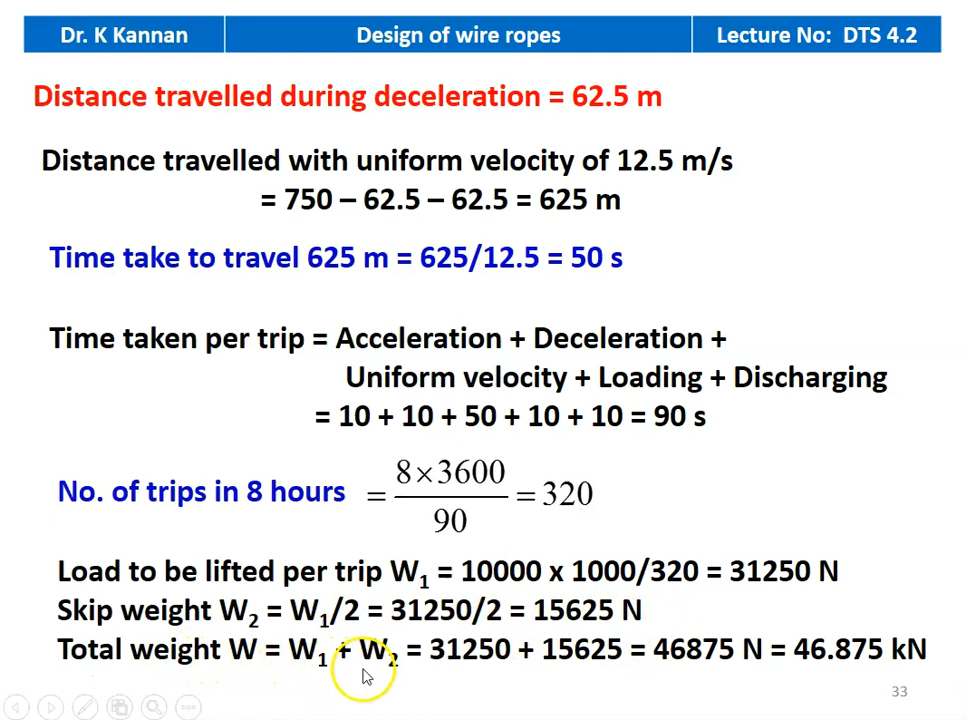 Dr. K Kannan Design of wire ropes Lecture No: DTS 4.2
Distance travelled during deceleration = 62.5 m
Distance travelled with uniform velocity of 12.5 m/s
= 750 – 62.5 – 62.5 = 625 m
Time take to travel 625 m = 625/12.5 = 50 s
Time taken per trip = Acceleration + Deceleration +
Uniform velocity + Loading + Discharging
= 10 + 10 + 50 + 10 + 10 = 90 s
No. of trips in 8 hours = 8×3600 / 90 = 320
Load to be lifted per trip W₁ = 10000 x 1000/320 = 31250 N
Skip weight W₂ = W₁/2 = 31250/2 = 15625 N
Total weight W = W₁ + W₂ = 31250 + 15625 = 46875 N = 46.875 kN
33